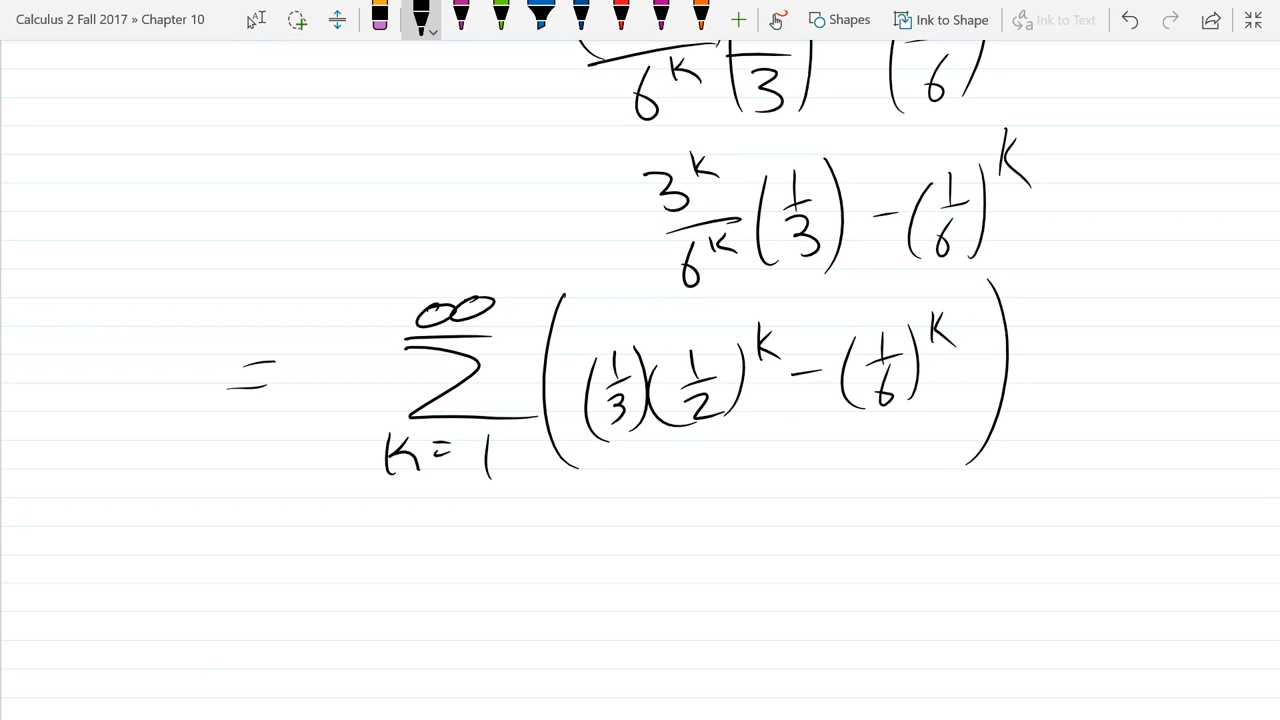 Calculus 2 Fall 2017 » Chapter 10 Shapes Ink to Shape Ink to Text
6^k 3 6
3^k/6^k (1/3) - (1/6)^k
= ∞∑k=1 ((1/3)(1/2)^k - (1/6)^k)